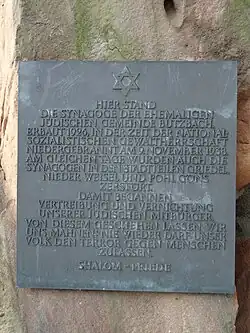 HIER STAND
DIE SYNAGOGE DER EHEMALIGEN
JÜDISCHEN GEMEINDE BUTZBACH
ERBAUT 1926, IN DER ZEIT DER NATIONAL
SOZIALISTISCHEN GEWALTHERRSCHAFT
NIEDERGEBRANNT AM 9. NOVEMBER 1938.
AM GLEICHEN TAGE WURDEN AUCH DIE
SYNAGOGEN IN DEN STADTTEILEN GRIEDEL
NIEDER WEISEL UND POHL GÖNS
ZERSTÖRT.
DAMIT BEGANNEN
VERTREIBUNG UND VERNICHTUNG
UNSERER JÜDISCHEN MITBÜRGER
VON DIESEM GESCHEHEN LASSEN WIR
UNS MAHNEN: NIE WIEDER DARF UNSER
VOLK DEN TERROR GEGEN MENSCHEN
ZULASSEN.
SHALOM - FRIEDE